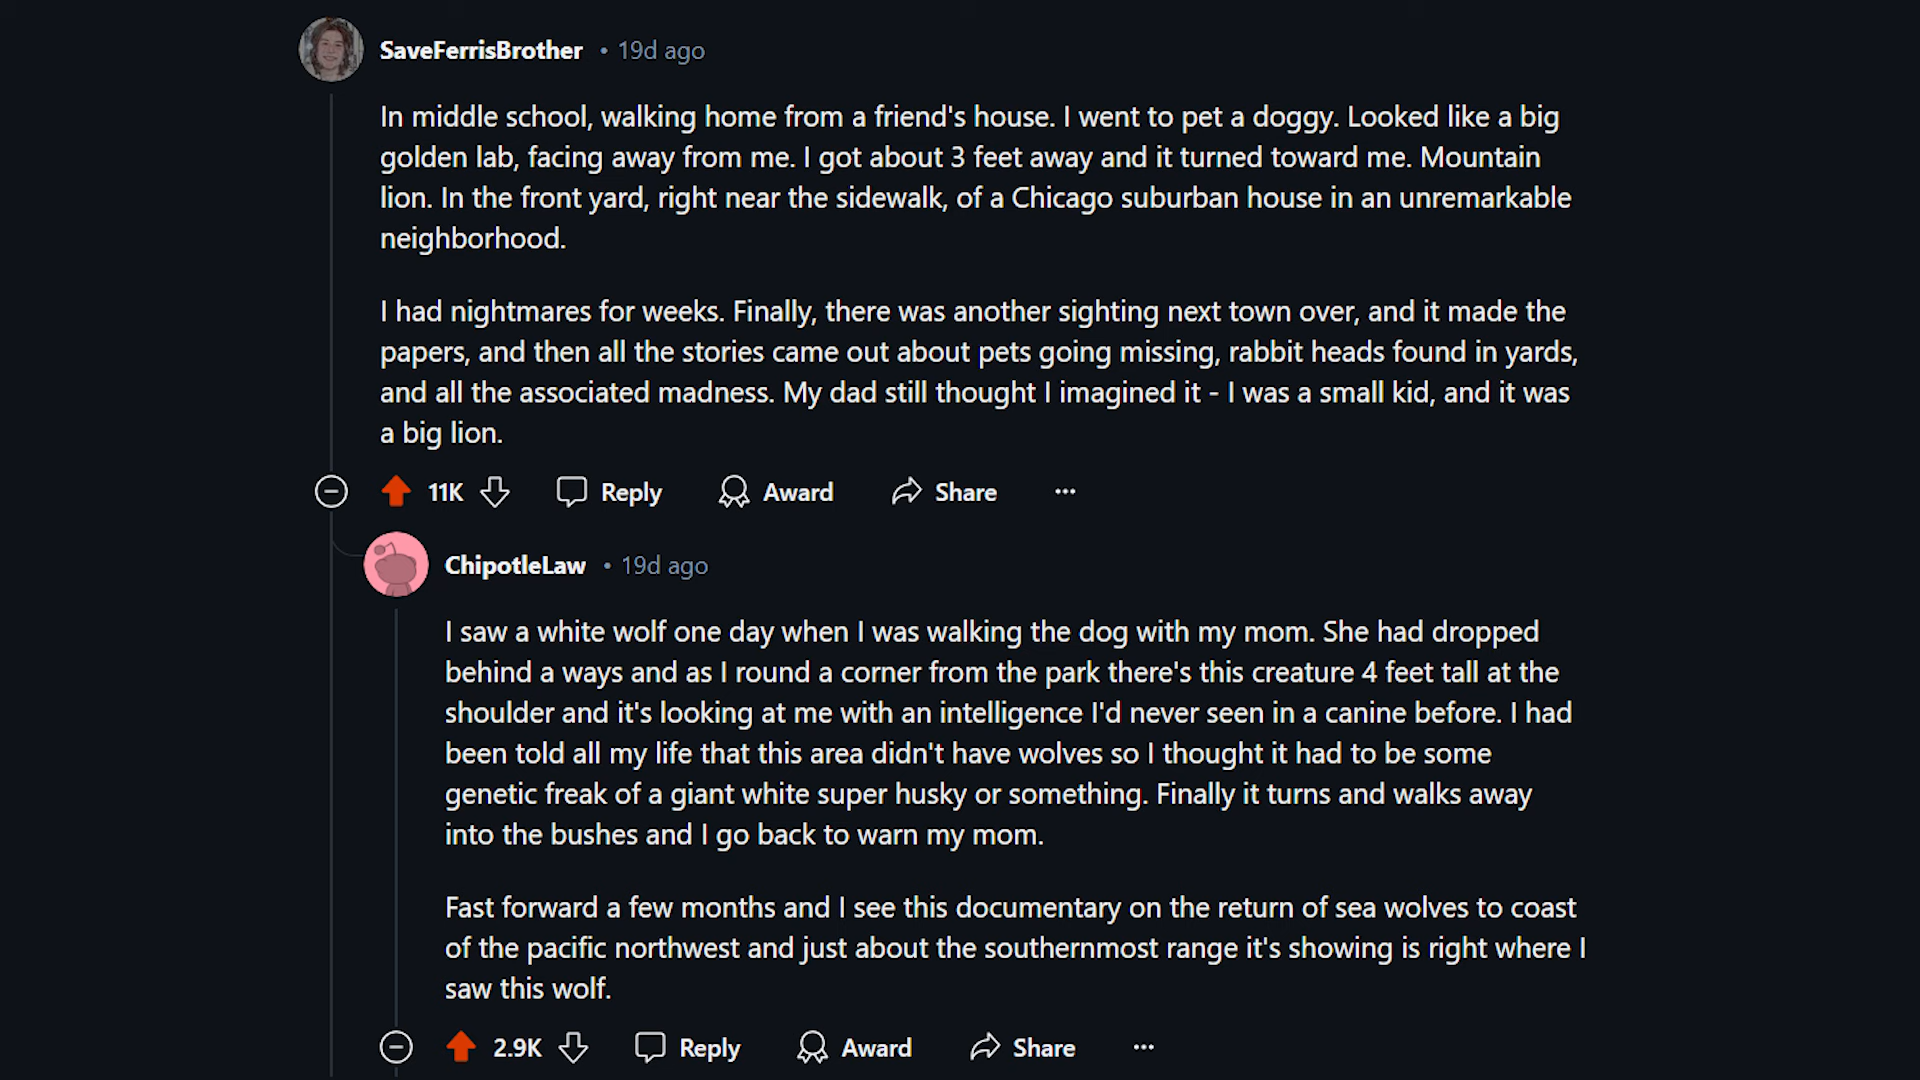 SaveFerrisBrother • 19d ago
In middle school, walking home from a friend's house. I went to pet a doggy. Looked like a big
golden lab, facing away from me. I got about 3 feet away and it turned toward me. Mountain
lion. In the front yard, right near the sidewalk, of a Chicago suburban house in an unremarkable
neighborhood.
I had nightmares for weeks. Finally, there was another sighting next town over, and it made the
papers, and then all the stories came out about pets going missing, rabbit heads found in yards,
and all the associated madness. My dad still thought I imagined it - I was a small kid, and it was
a big lion.
11K Reply Award Share ...
ChipotleLaw • 19d ago
I saw a white wolf one day when I was walking the dog with my mom. She had dropped
behind a ways and as I round a corner from the park there's this creature 4 feet tall at the
shoulder and it's looking at me with an intelligence I'd never seen in a canine before. I had
been told all my life that this area didn't have wolves so I thought it had to be some
genetic freak of a giant white super husky or something. Finally it turns and walks away
into the bushes and I go back to warn my mom.
Fast forward a few months and I see this documentary on the return of sea wolves to coast
of the pacific northwest and just about the southernmost range it's showing is right where I
saw this wolf.
2.9K Reply Award Share ...